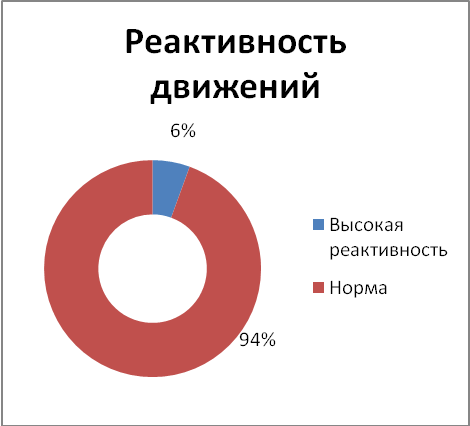 Реактивность
движений
6%
Высокая
реактивность
Норма
94%